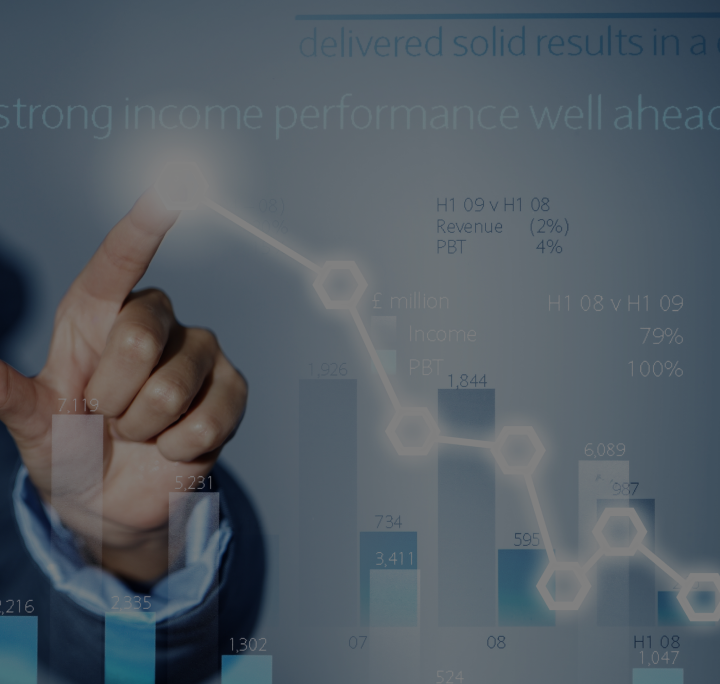 delivered solid results in a
strong income performance well ahead
H1 09 v H1 08
Revenue (2%)
PBT 4%
£ million
H1 08 v H1 09
Income 79%
PBT 100%
1,926
1,844
7,119
6,089
5,231
987
734
595
3,411
2,216
2,335
1,302
07
08
H1 08
1,047
524